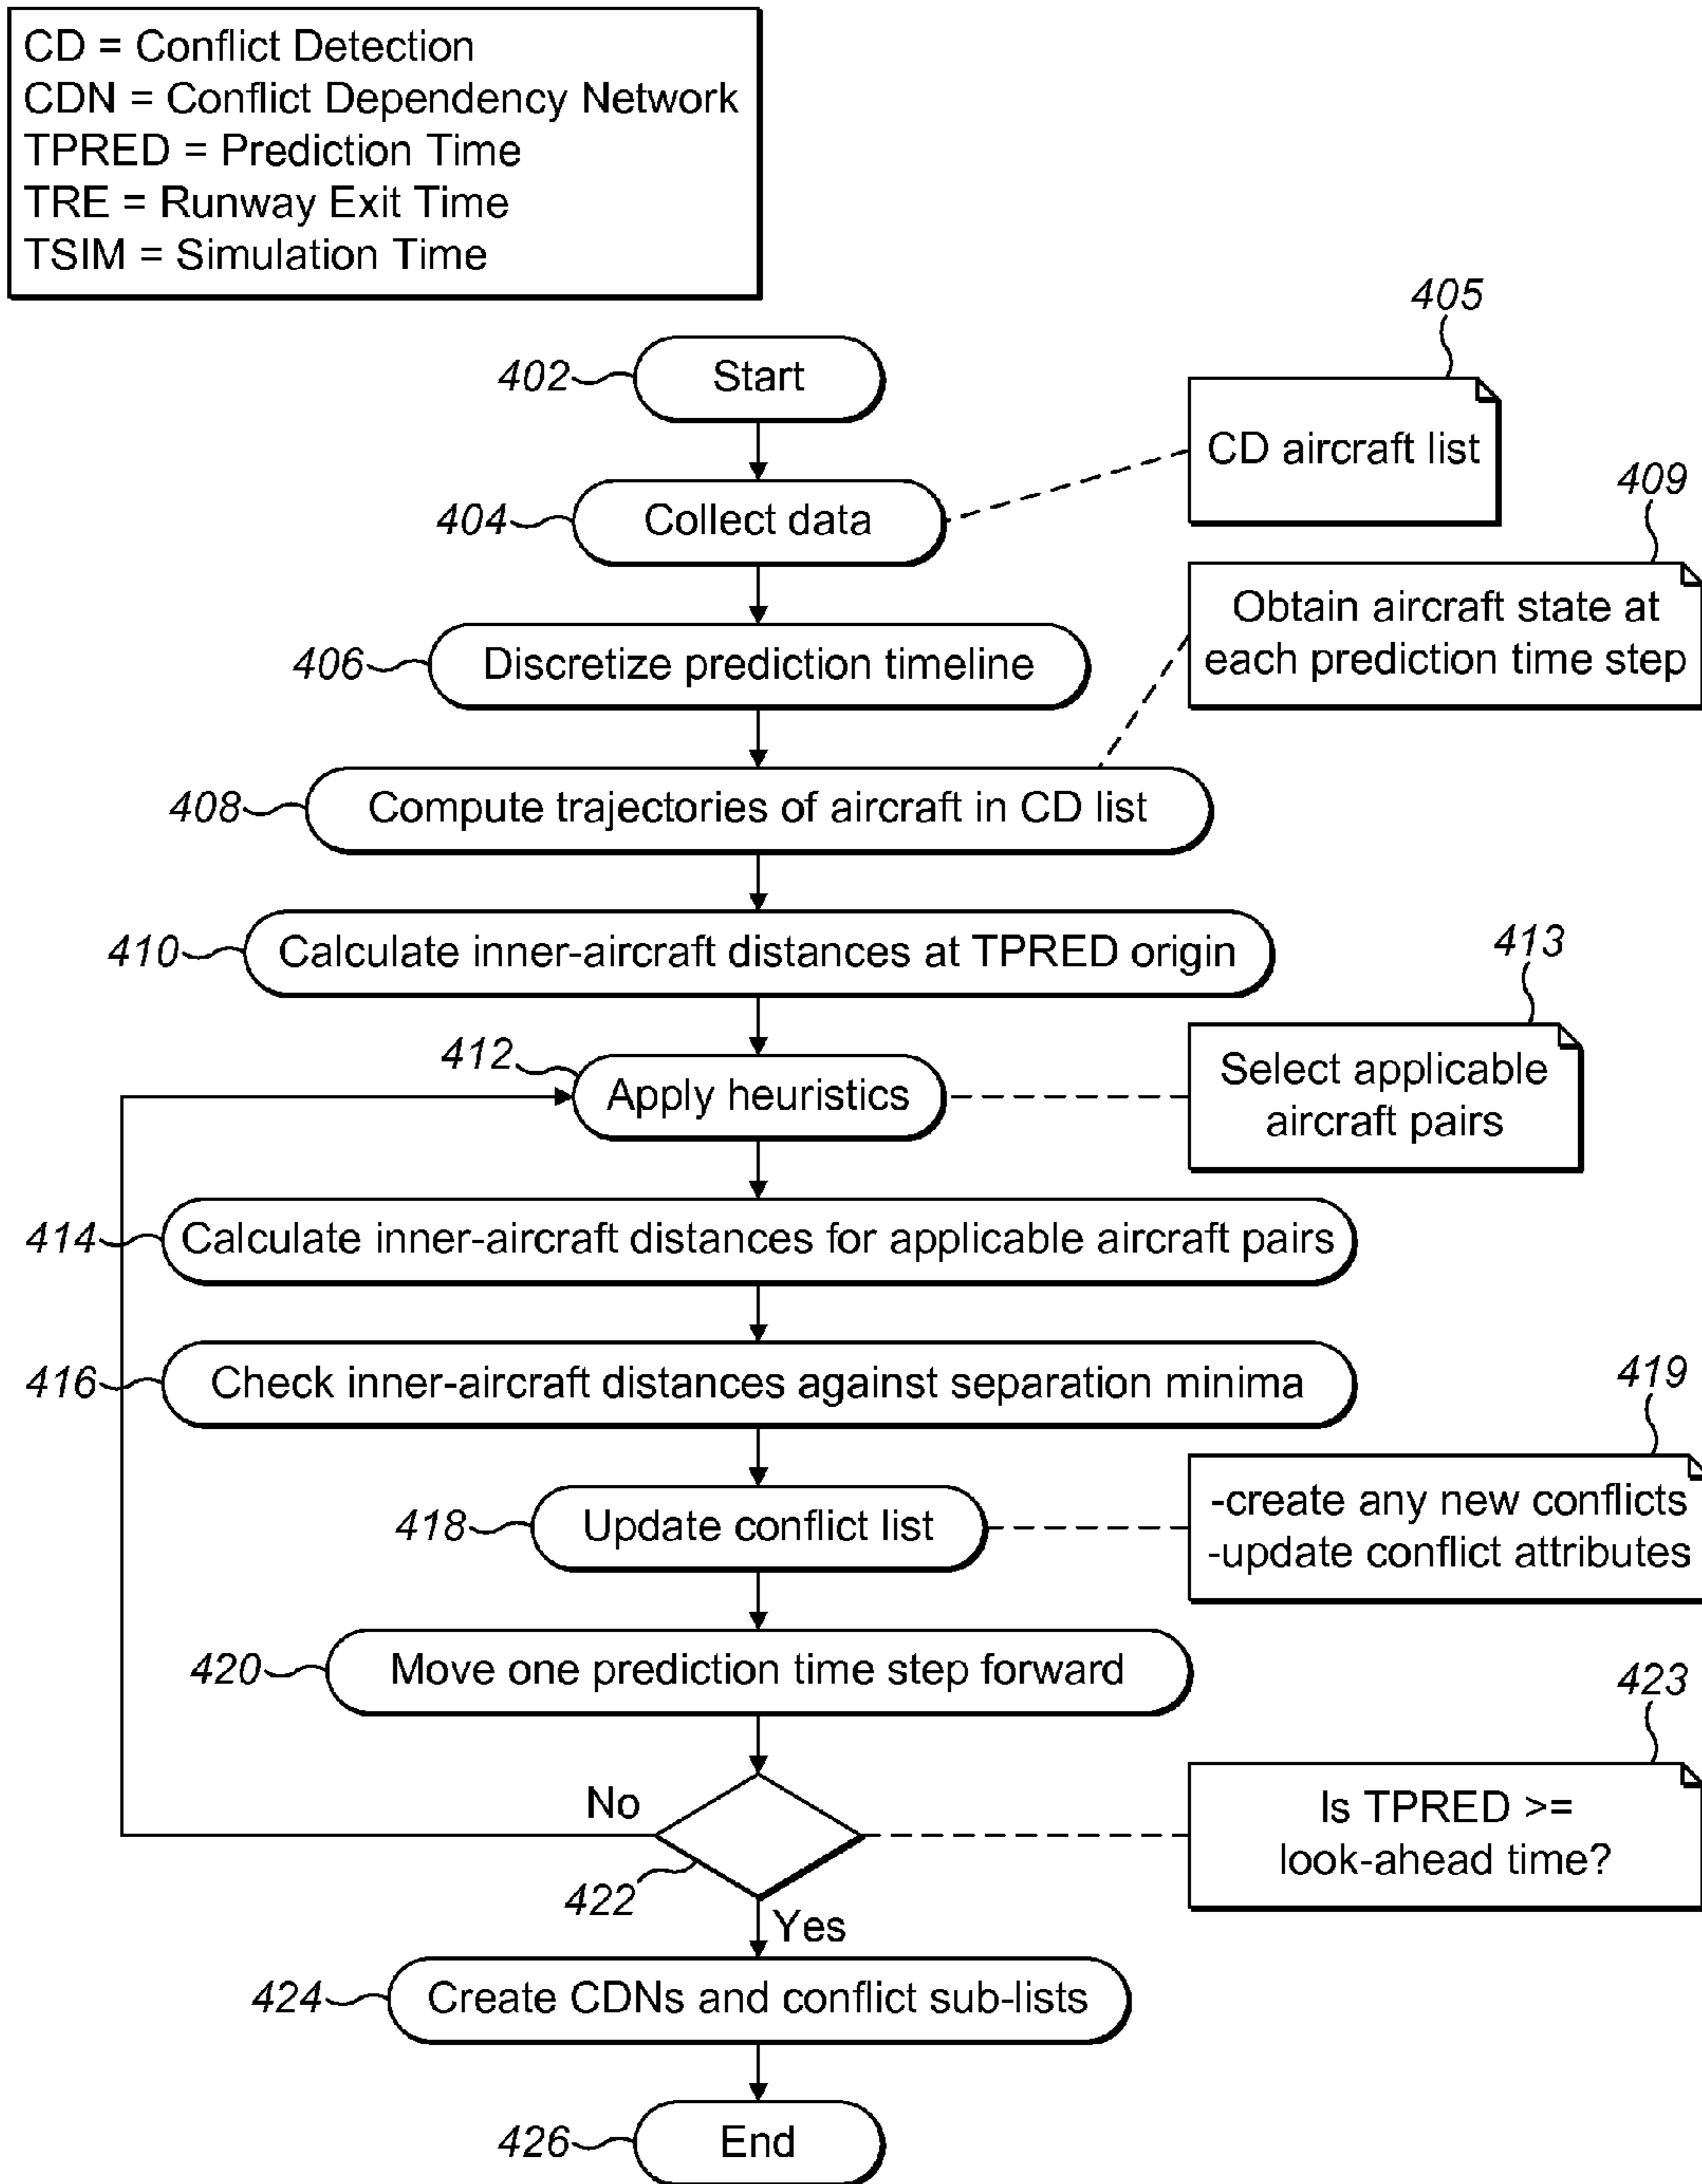 CD = Conflict Detection
CDN = Conflict Dependency Network
TPRED = Prediction Time
TRE = Runway Exit Time
TSIM = Simulation Time
405
402
Start
CD aircraft list
409
404
Collect data
Obtain aircraft state at
each prediction time step
406
Discretize prediction timeline
408
Compute trajectories of aircraft in CD list
410
Calculate inner-aircraft distances at TPRED origin
413
412
Apply heuristics
Select applicable
aircraft pairs
414
Calculate inner-aircraft distances for applicable aircraft pairs
416
Check inner-aircraft distances against separation minima
419
418
Update conflict list
-create any new conflicts
-update conflict attributes
420
Move one prediction time step forward
423
No
Is TPRED >=
look-ahead time?
422
Yes
424
Create CDNs and conflict sub-lists
426
End